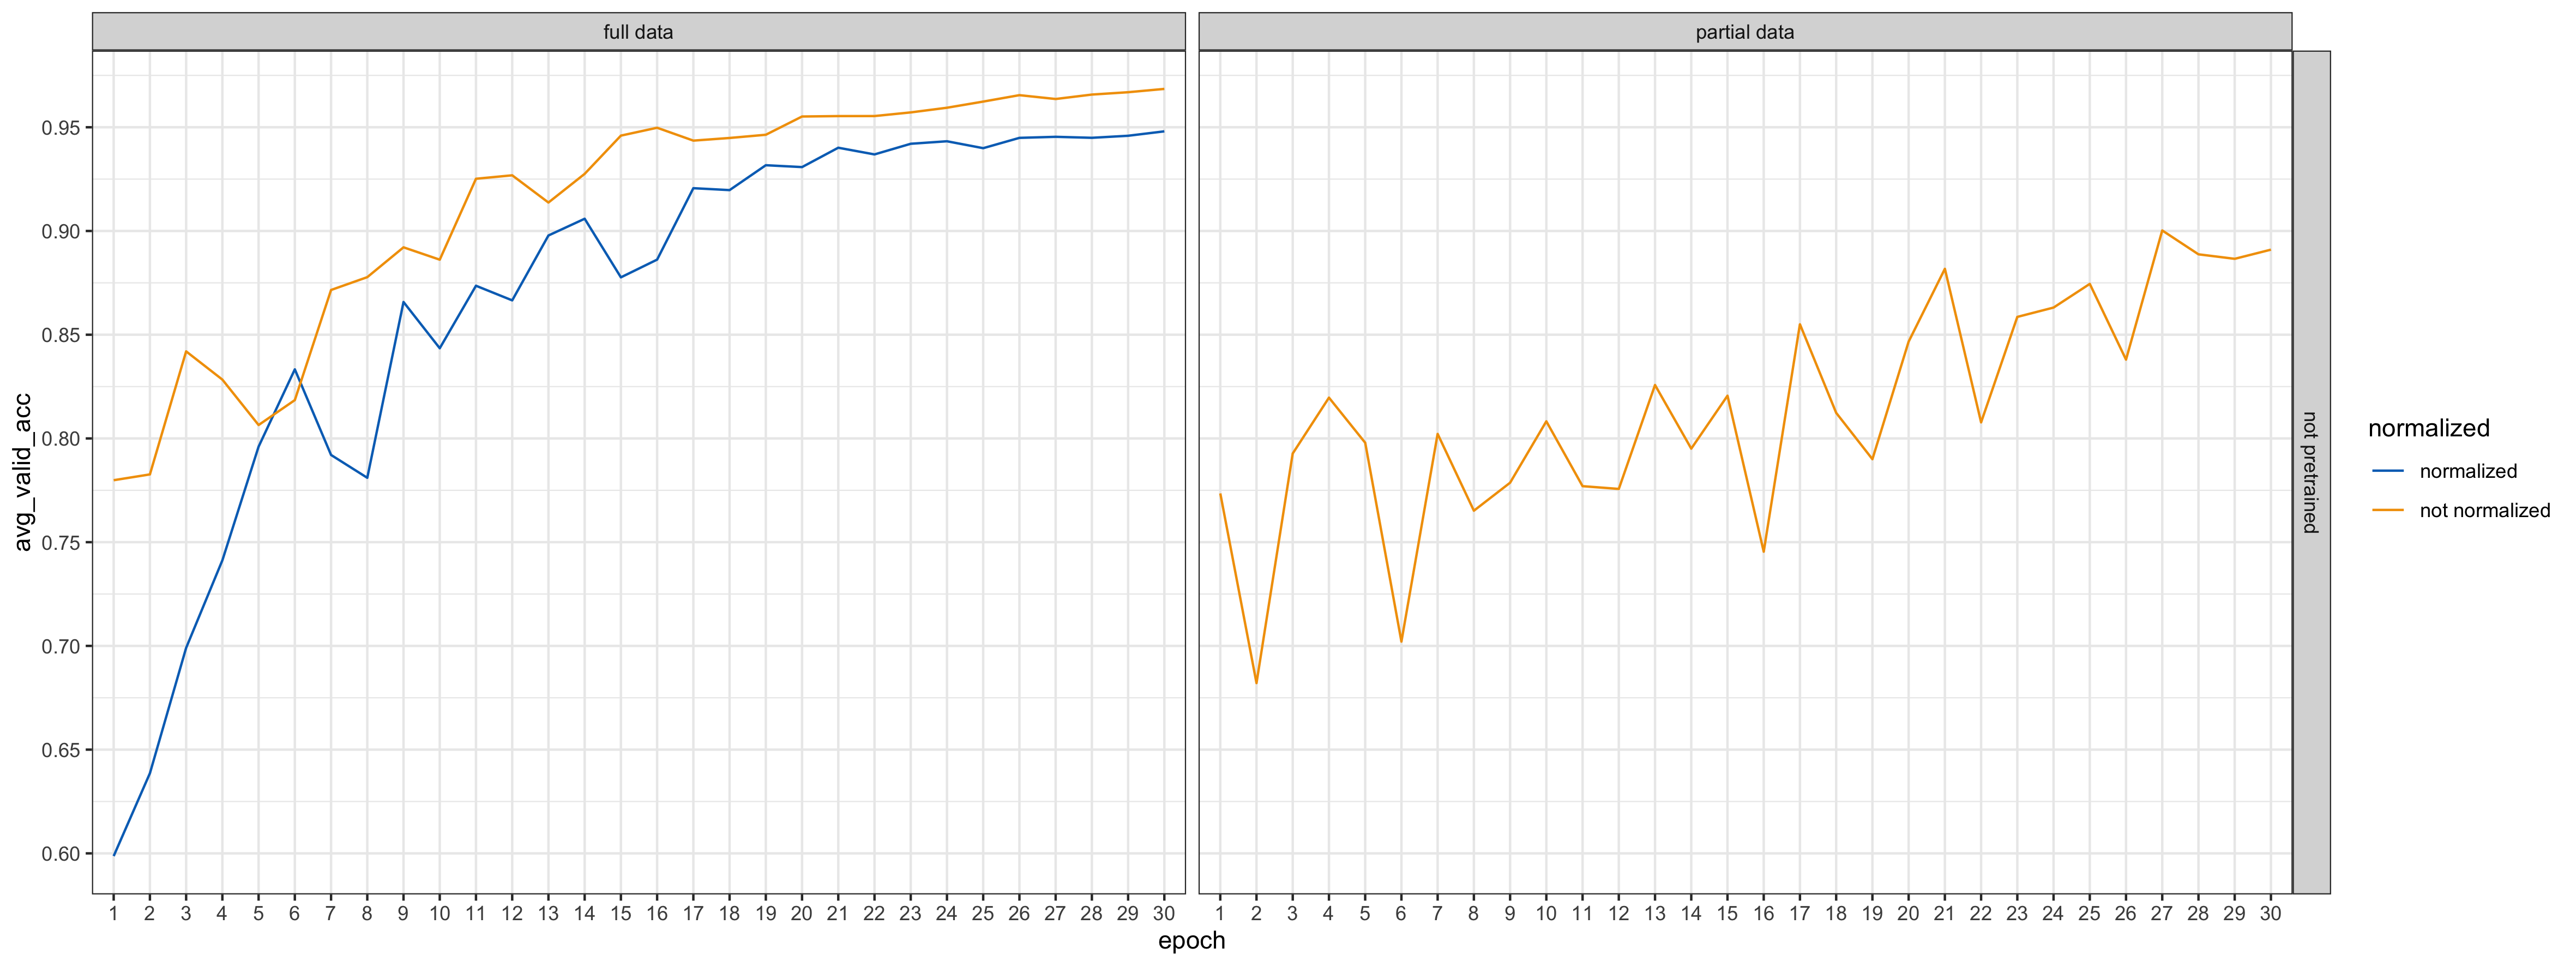 full data
partial data
not pretrained
avg_valid_acc
0.95
0.90
0.85
0.80
0.75
0.70
0.65
0.60
1 2 3 4 5 6 7 8 9 10 11 12 13 14 15 16 17 18 19 20 21 22 23 24 25 26 27 28 29 30
1 2 3 4 5 6 7 8 9 10 11 12 13 14 15 16 17 18 19 20 21 22 23 24 25 26 27 28 29 30
epoch
normalized
normalized
not normalized